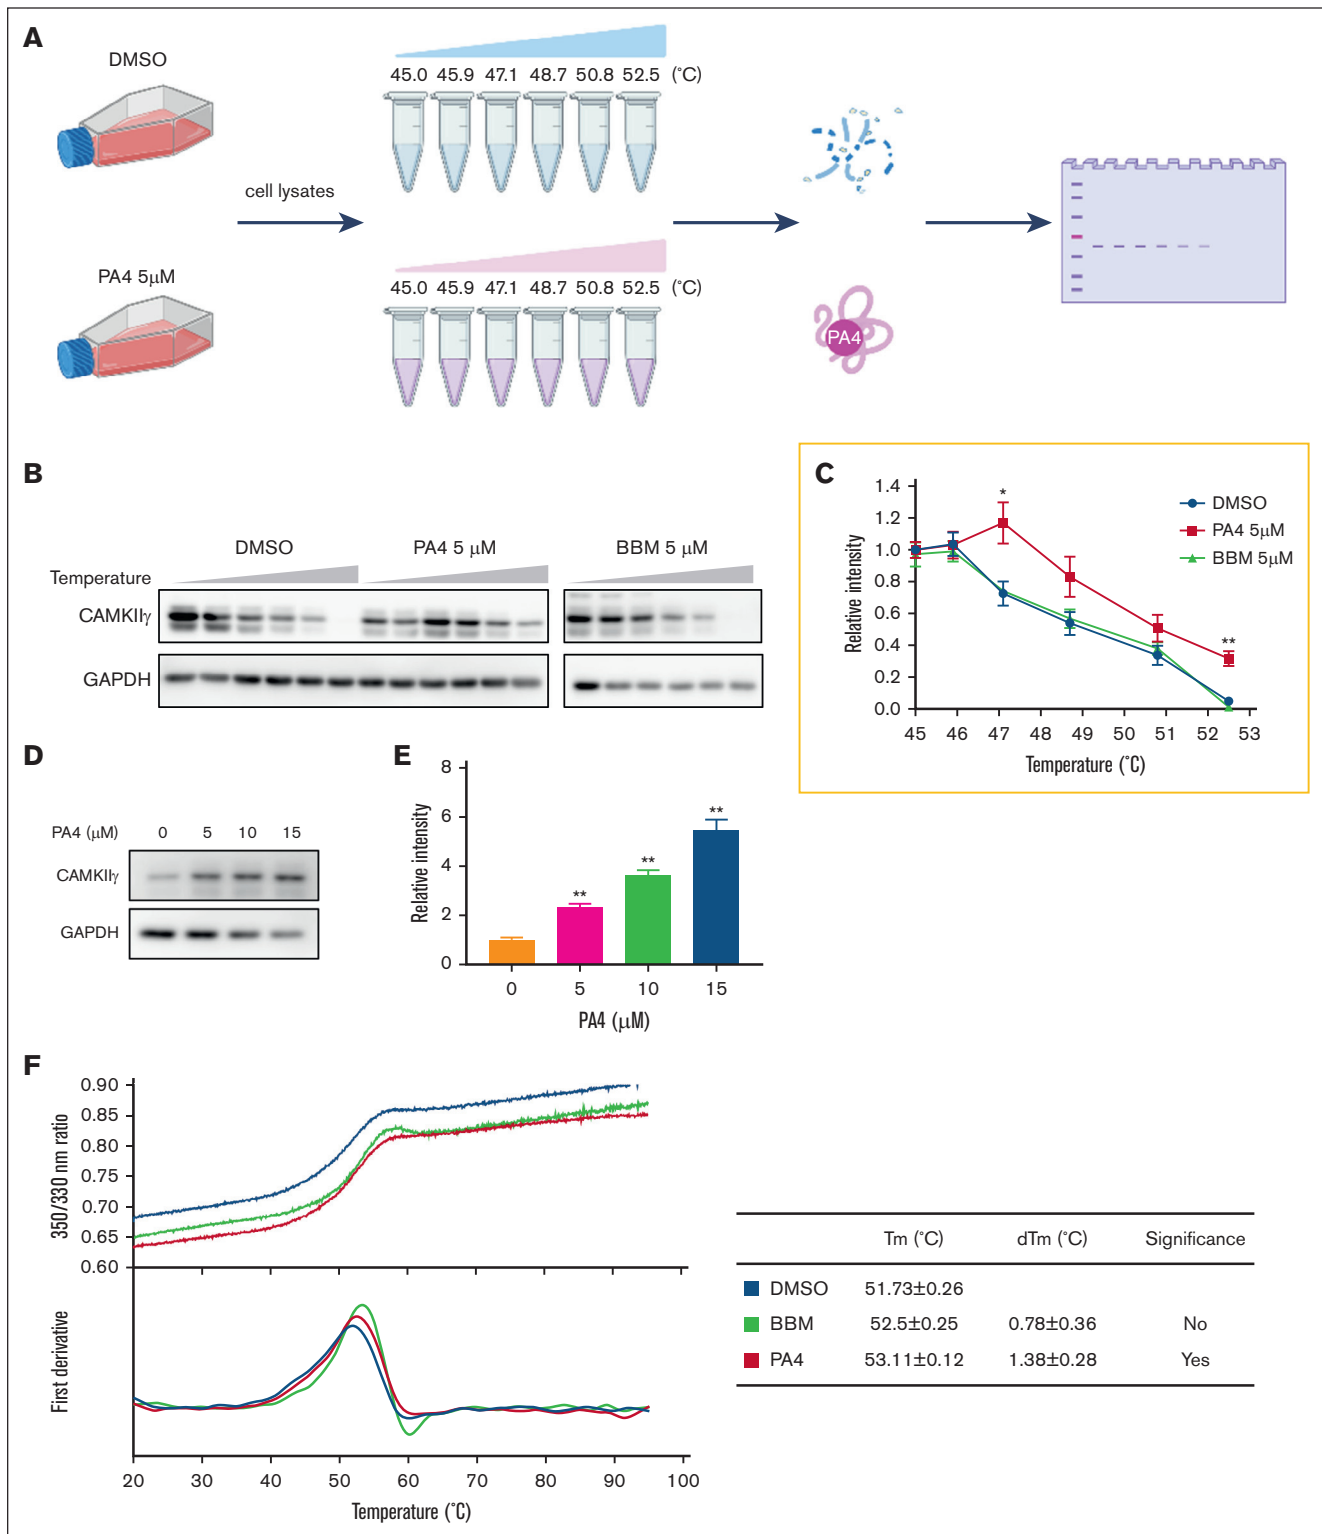 A
DMSO
45.0 45.9 47.1 48.7 50.8 52.5 (°C)
cell lysates
PA4 5μM
45.0 45.9 47.1 48.7 50.8 52.5 (°C)
PA4
B
DMSO PA4 5 μM BBM 5 μM
Temperature
CAMKIIγ
GAPDH
C
Relative intensity
1.4
1.2
1.0
0.8
0.6
0.4
0.2
0.0
45 46 47 48 49 50 51 52 53
Temperature (°C)
*
**
DMSO
PA4 5μM
BBM 5μM
D
PA4 (μM) 0 5 10 15
CAMKIIγ
GAPDH
E
Relative intensity
8
6
4
2
0
**
**
**
0 5 10 15
PA4 (μM)
F
350/330 nm ratio
0.90
0.85
0.80
0.75
0.70
0.65
0.60
First derivative
20 30 40 50 60 70 80 90 100
Temperature (°C)
Tm (°C) dTm (°C) Significance
DMSO 51.73±0.26
BBM 52.5±0.25 0.78±0.36 No
PA4 53.11±0.12 1.38±0.28 Yes